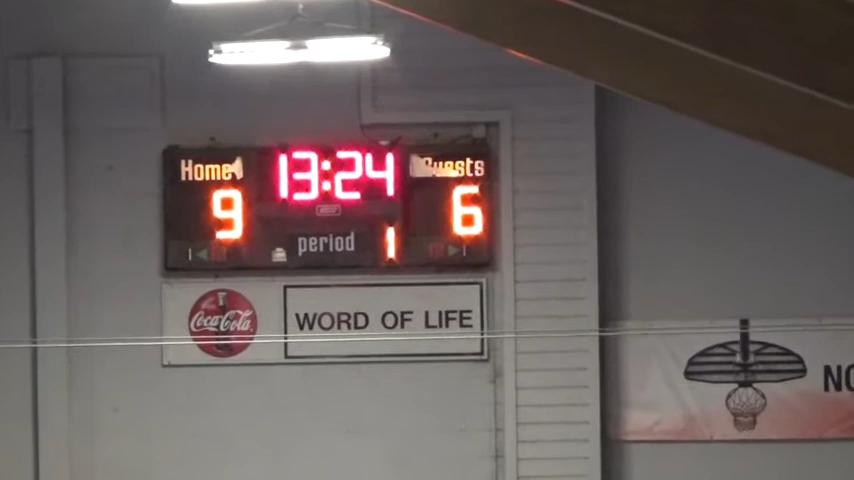 Home 13:24 Guests
9 6
period 1
Coca-Cola
WORD OF LIFE